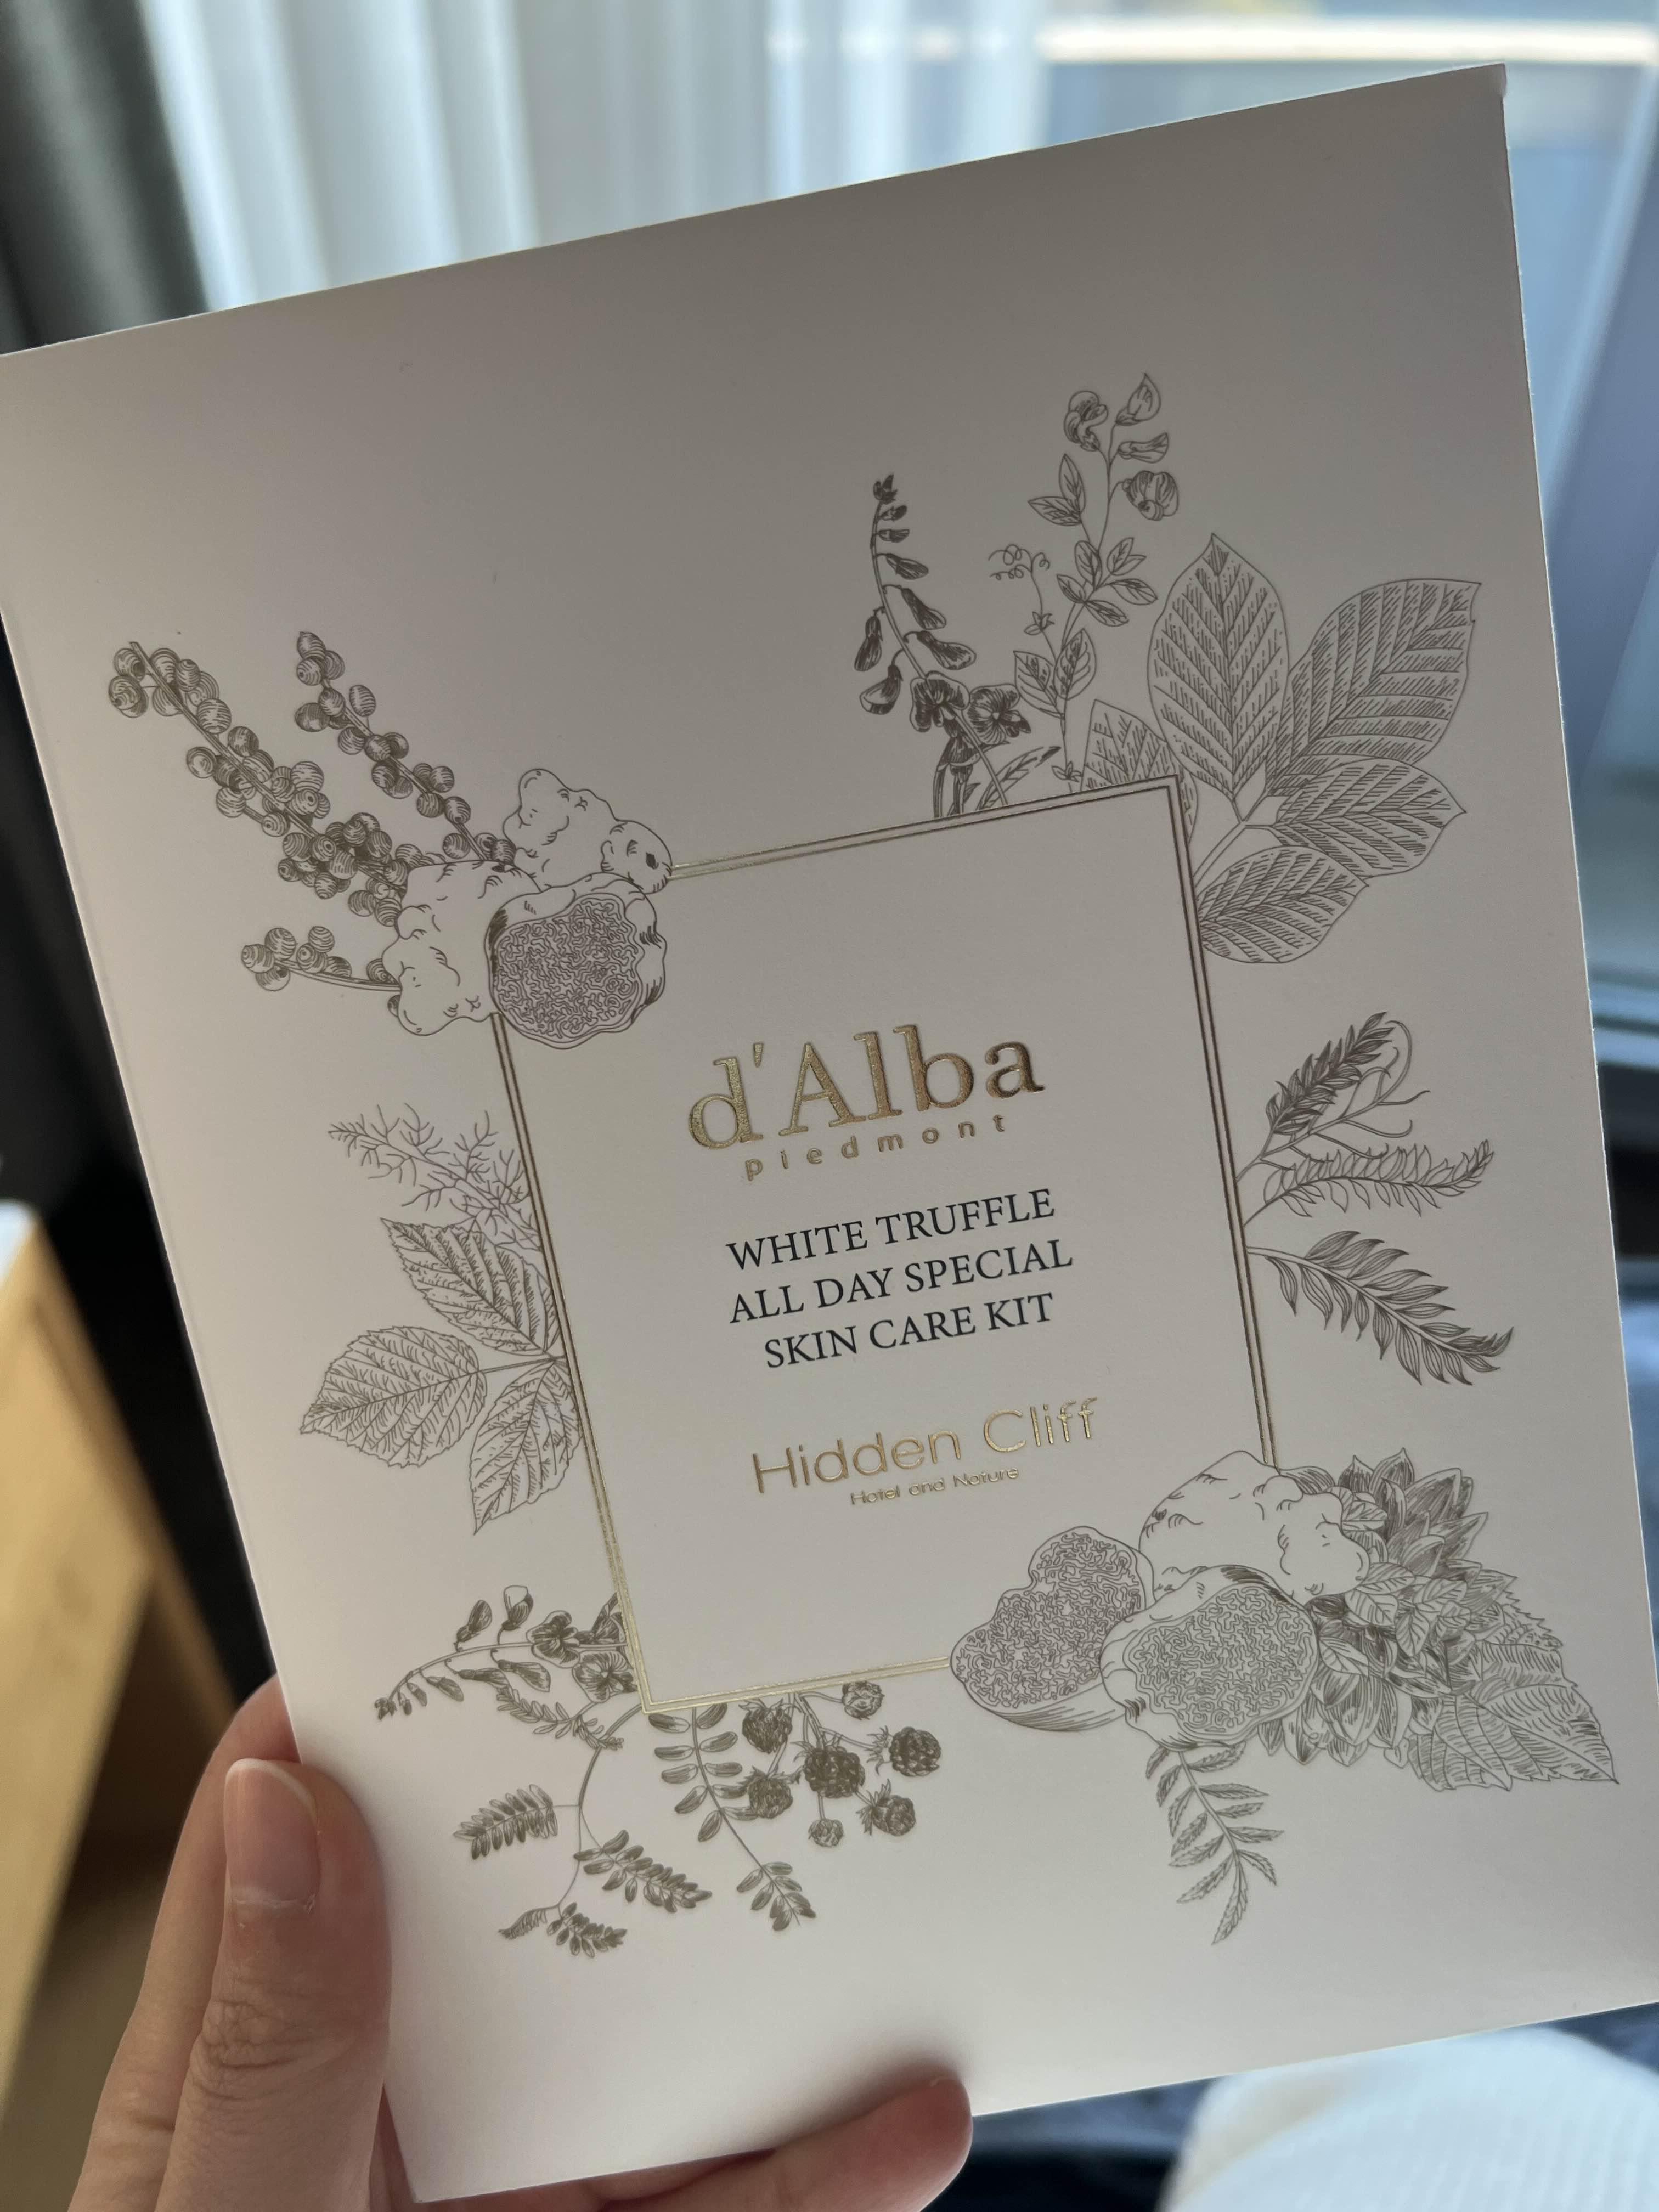 d'Alba
piedmont
WHITE TRUFFLE
ALL DAY SPECIAL
SKIN CARE KIT
Hidden Cliff
Hotel and Nature